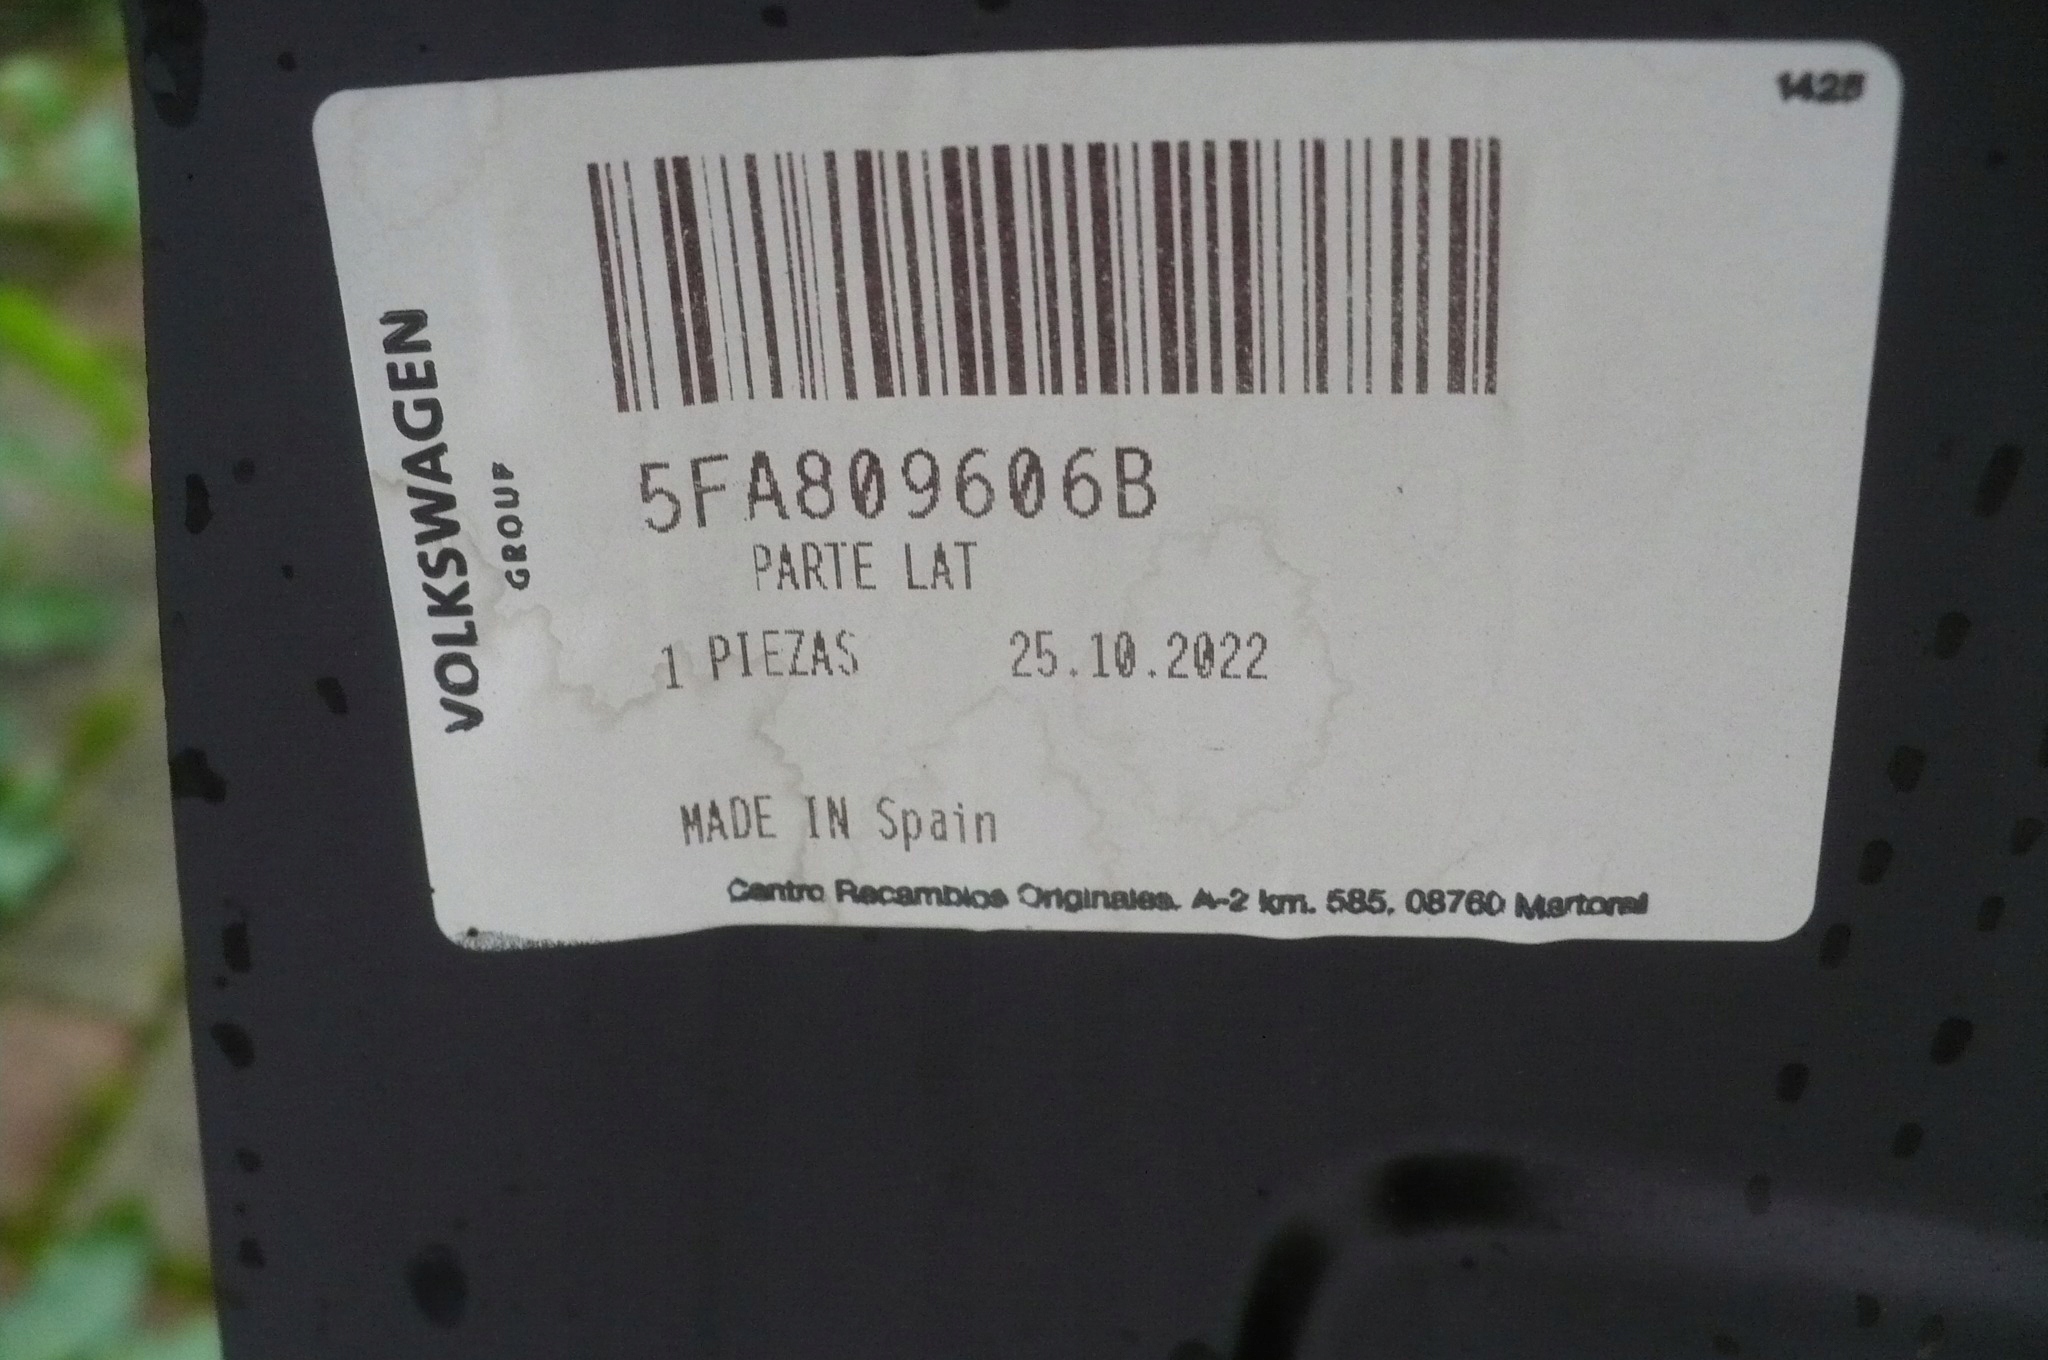 1425
VOLKSWAGEN
GROUP
5FA809606B
PARTE LAT
1 PIEZAS 25.10.2022
MADE IN Spain
Centro Recambios Originales. A-2 km. 585. 08760 Martorell